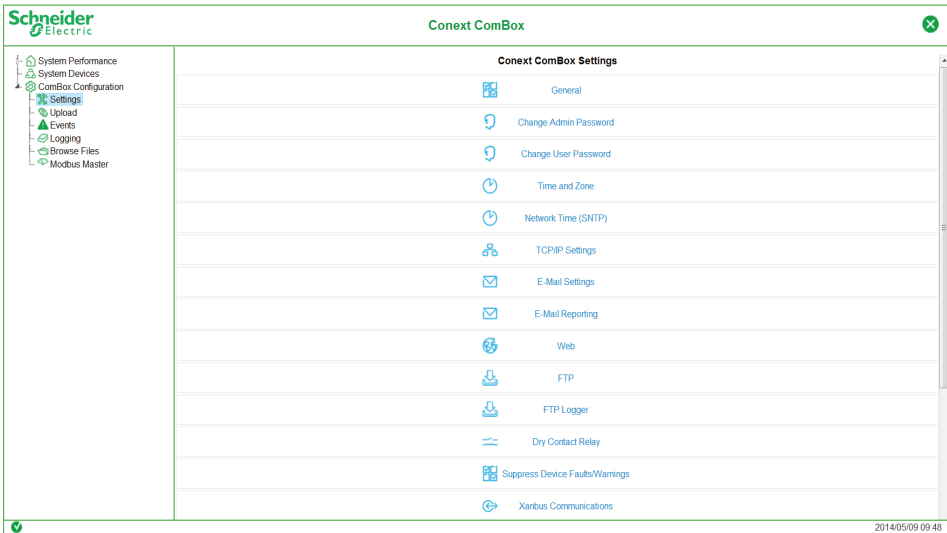 Schneider
Electric
Conext ComBox
System Performance
System Devices
ComBox Configuration
Settings
Upload
Events
Logging
Browse Files
Modbus Master
Conext ComBox Settings
General
Change Admin Password
Change User Password
Time and Zone
Network Time (SNTP)
TCP/IP Settings
E-Mail Settings
E-Mail Reporting
Web
FTP
FTP Logger
Dry Contact Relay
Suppress Device Faults/Warnings
Xanbus Communications
2014/05/09 09:48